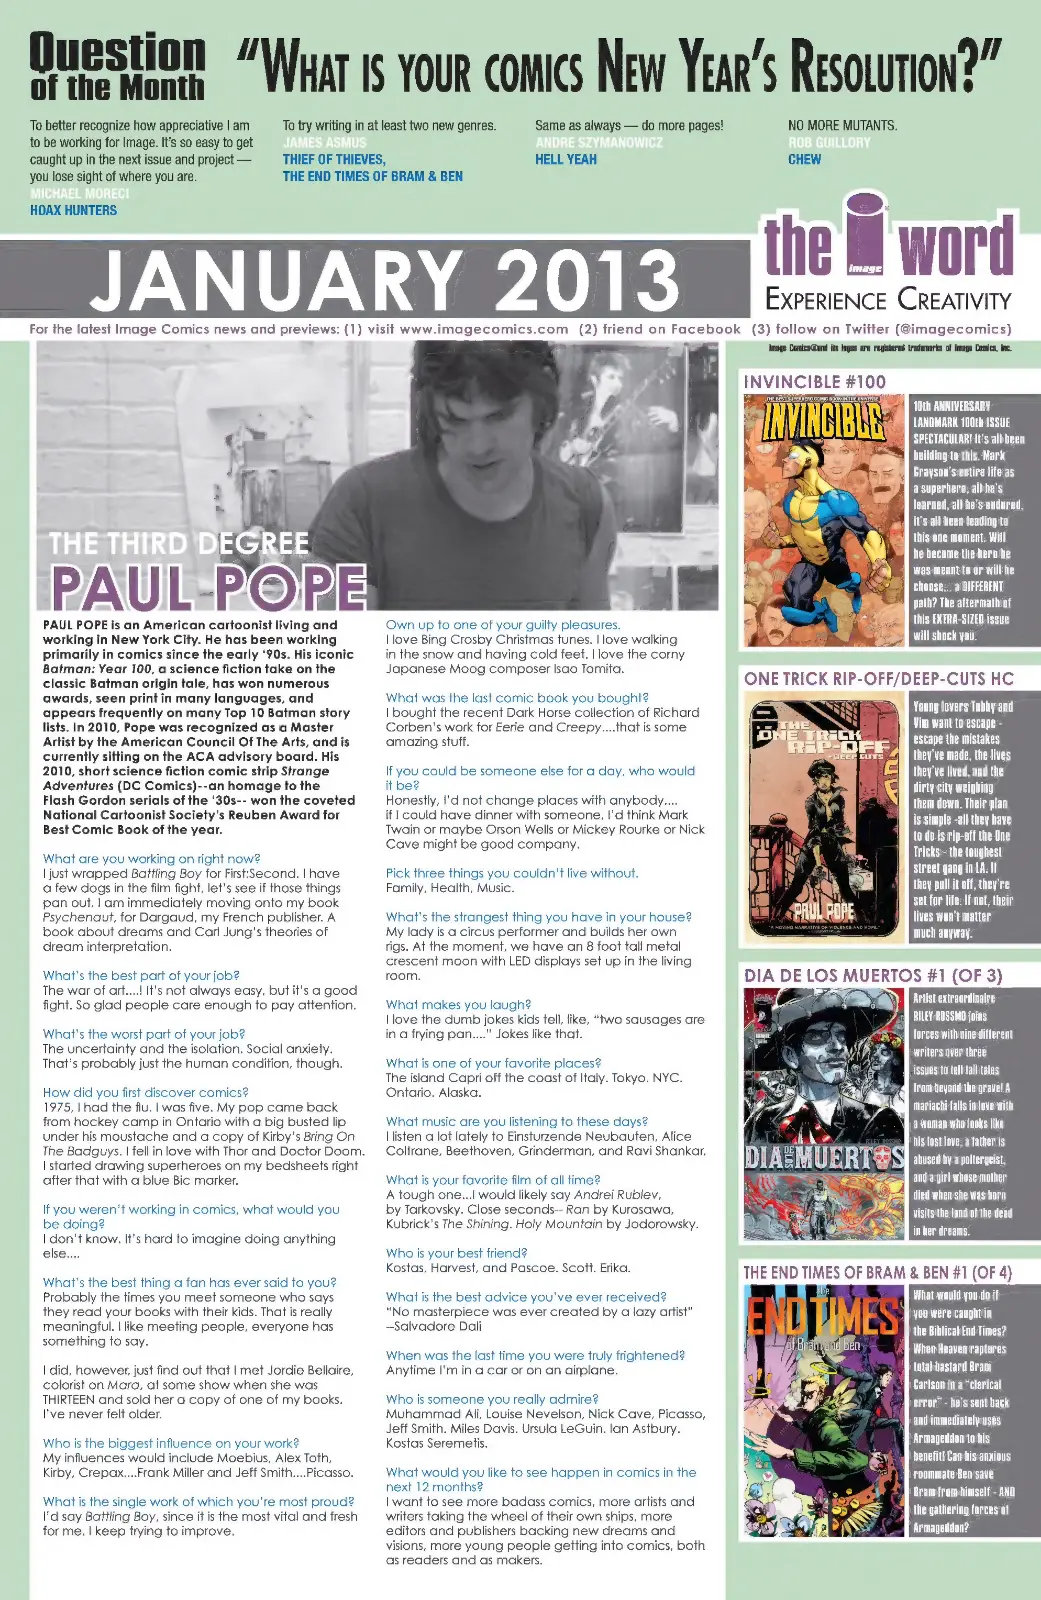 Question
of the Month
“WHAT IS YOUR COMICS NEW YEAR’S RESOLUTION?”
To better recognize how appreciative I am
to be working for Image. It’s so easy to get
caught up in the next issue and project —
you lose sight of where you are.
MICHAEL MORECI
HOAX HUNTERS
To try writing in at least two new genres.
JAMES ASMUS
THIEF OF THIEVES,
THE END TIMES OF BRAM & BEN
Same as always — do more pages!
ANDRE SZYMANOWICZ
HELL YEAH
NO MORE MUTANTS.
ROB GUILLORY
CHEW
JANUARY 2013
the i word
image
EXPERIENCE CREATIVITY
For the latest Image Comics news and previews: (1) visit www.imagecomics.com (2) friend on Facebook (3) follow on Twitter (@imagecomics)
Image Comics® and its logos are registered trademarks of Image Comics, Inc.
THE THIRD DEGREE
PAUL POPE
PAUL POPE is an American cartoonist living and
working in New York City. He has been working
primarily in comics since the early ‘90s. His iconic
Batman: Year 100, a science fiction take on the
classic Batman origin tale, has won numerous
awards, seen print in many languages, and
appears frequently on many Top 10 Batman story
lists. In 2010, Pope was recognized as a Master
Artist by the American Council Of The Arts, and is
currently sitting on the ACA advisory board. His
2010, short science fiction comic strip Strange
Adventures (DC Comics)--an homage to the
Flash Gordon serials of the ‘30s-- won the coveted
National Cartoonist Society’s Reuben Award for
Best Comic Book of the year.
What are you working on right now?
I just wrapped Battling Boy for First:Second. I have
a few dogs in the film fight, let’s see if those things
pan out. I am immediately moving onto my book
Psychenaut, for Dargaud, my French publisher. A
book about dreams and Carl Jung’s theories of
dream interpretation.
What’s the best part of your job?
The war of art....! It’s not always easy, but it’s a good
fight. So glad people care enough to pay attention.
What’s the worst part of your job?
The uncertainty and the isolation. Social anxiety.
That’s probably just the human condition, though.
How did you first discover comics?
1975, I had the flu. I was five. My pop came back
from hockey camp in Ontario with a big busted lip
under his moustache and a copy of Kirby’s Bring On
The Badguys. I fell in love with Thor and Doctor Doom.
I started drawing superheroes on my bedsheets right
after that with a blue Bic marker.
If you weren’t working in comics, what would you
be doing?
I don’t know. It’s hard to imagine doing anything
else....
What’s the best thing a fan has ever said to you?
Probably the times you meet someone who says
they read your books with their kids. That is really
meaningful. I like meeting people, everyone has
something to say.
I did, however, just find out that I met Jordie Bellaire,
colorist on Mara, at some show when she was
THIRTEEN and sold her a copy of one of my books.
I’ve never felt older.
Who is the biggest influence on your work?
My influences would include Moebius, Alex Toth,
Kirby, Crepax....Frank Miller and Jeff Smith....Picasso.
What is the single work of which you’re most proud?
I’d say Battling Boy, since it is the most vital and fresh
for me. I keep trying to improve.
Own up to one of your guilty pleasures.
I love Bing Crosby Christmas tunes. I love walking
in the snow and having cold feet. I love the corny
Japanese Moog composer Isao Tomita.
What was the last comic book you bought?
I bought the recent Dark Horse collection of Richard
Corben’s work for Eerie and Creepy....that is some
amazing stuff.
If you could be someone else for a day, who would
it be?
Honestly, I’d not change places with anybody....
if I could have dinner with someone, I’d think Mark
Twain or maybe Orson Wells or Mickey Rourke or Nick
Cave might be good company.
Pick three things you couldn’t live without.
Family, Health, Music.
What’s the strangest thing you have in your house?
My lady is a circus performer and builds her own
rigs. At the moment, we have an 8 foot tall metal
crescent moon with LED displays set up in the living
room.
What makes you laugh?
I love the dumb jokes kids tell, like, “two sausages are
in a frying pan....” Jokes like that.
What is one of your favorite places?
The island Capri off the coast of Italy. Tokyo. NYC.
Ontario. Alaska.
What music are you listening to these days?
I listen a lot lately to Einsturzende Neubauten, Alice
Coltrane, Beethoven, Grinderman, and Ravi Shankar.
What is your favorite film of all time?
A tough one...I would likely say Andrei Rublev,
by Tarkovsky. Close seconds-- Ran by Kurosawa,
Kubrick’s The Shining. Holy Mountain by Jodorowsky.
Who is your best friend?
Kostas. Harvest, and Pascoe. Scott. Erika.
What is the best advice you’ve ever received?
“No masterpiece was ever created by a lazy artist”
--Salvadore Dali
When was the last time you were truly frightened?
Anytime I’m in a car or on an airplane.
Who is someone you really admire?
Muhammad Ali, Louise Nevelson, Nick Cave, Picasso,
Jeff Smith. Miles Davis. Ursula LeGuin. Ian Astbury.
Kostas Seremetis.
What would you like to see happen in comics in the
next 12 months?
I want to see more badass comics, more artists and
writers taking the wheel of their own ships, more
editors and publishers backing new dreams and
visions, more young people getting into comics, both
as readers and as makers.
INVINCIBLE #100
INVINCIBLE
10th ANNIVERSARY
LANDMARK 100th ISSUE
SPECTACULAR! It’s all been
building to this. Mark
Grayson’s entire life as
a superhero, all he’s
learned, all he’s endured,
it’s all been leading to
this one moment. Will
he become the hero he
was meant to or will he
choose... a DIFFERENT
path? The aftermath of
this EXTRA-SIZED issue
will shock you.
ONE TRICK RIP-OFF/DEEP-CUTS HC
THE
ONE TRICK
RIP-OFF
DEEP CUTS
PAUL POPE
Young lovers Tubby and
Vim want to escape -
escape the mistakes
they’ve made, the lives
they’ve lived, and the
dirty city weighing
them down. Their plan
is simple -all they have
to do is rip-off the One
Tricks - the toughest
street gang in LA. If
they pull it off, they’re
set for life. If not, their
lives won’t matter
much anyway.
DIA DE LOS MUERTOS #1 (OF 3)
DIA DE LOS MUERTOS
Artist extraordinaire
RILEY ROSSMO joins
forces with nine different
writers over three
issues to tell tall tales
from beyond the grave! A
mariachi falls in love with
a woman who looks like
his lost love, a father is
abused by a poltergeist,
and a girl whose mother
died when she was born
visits the land of the dead
in her dreams.
THE END TIMES OF BRAM & BEN #1 (OF 4)
the
END TIMES
of Bram and ben
What would you do if
you were caught in
the Biblical End Times?
When Heaven raptures
total bastard Bram
Carlson in a “clerical
error” - he’s sent back
and immediately uses
Armageddon to his
benefit! Can his anxious
roommate Ben save
Bram from himself - AND
the gathering forces of
Armageddon?